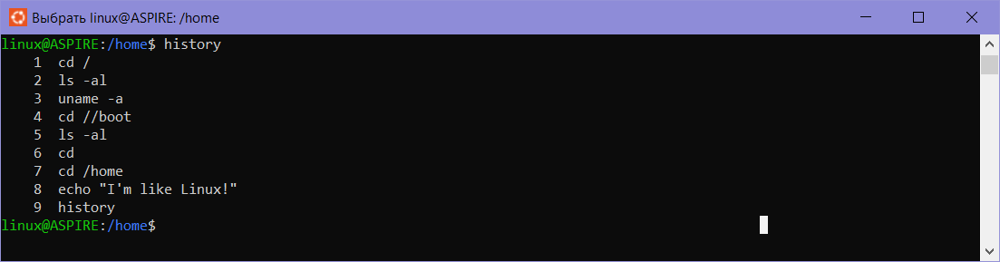 Выбрать linux@ASPIRE: /home
linux@ASPIRE:/home$ history
1 cd /
2 ls -al
3 uname -a
4 cd //boot
5 ls -al
6 cd
7 cd /home
8 echo "I'm like Linux!"
9 history
linux@ASPIRE:/home$